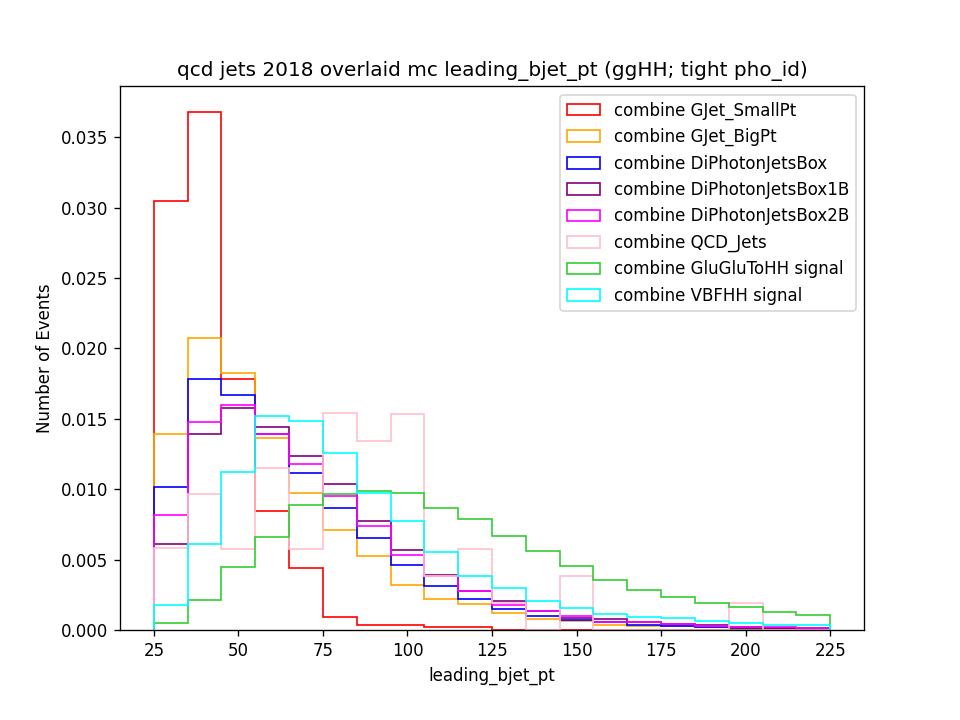 qcd jets 2018 overlaid mc leading_bjet_pt (ggHH; tight pho_id)
combine GJet_SmallPt
combine GJet_BigPt
combine DiPhotonJetsBox
combine DiPhotonJetsBox1B
combine DiPhotonJetsBox2B
combine QCD_Jets
combine GluGluToHH signal
combine VBFHH signal
Number of Events
0.035
0.030
0.025
0.020
0.015
0.010
0.005
0.000
25 50 75 100 125 150 175 200 225
leading_bjet_pt